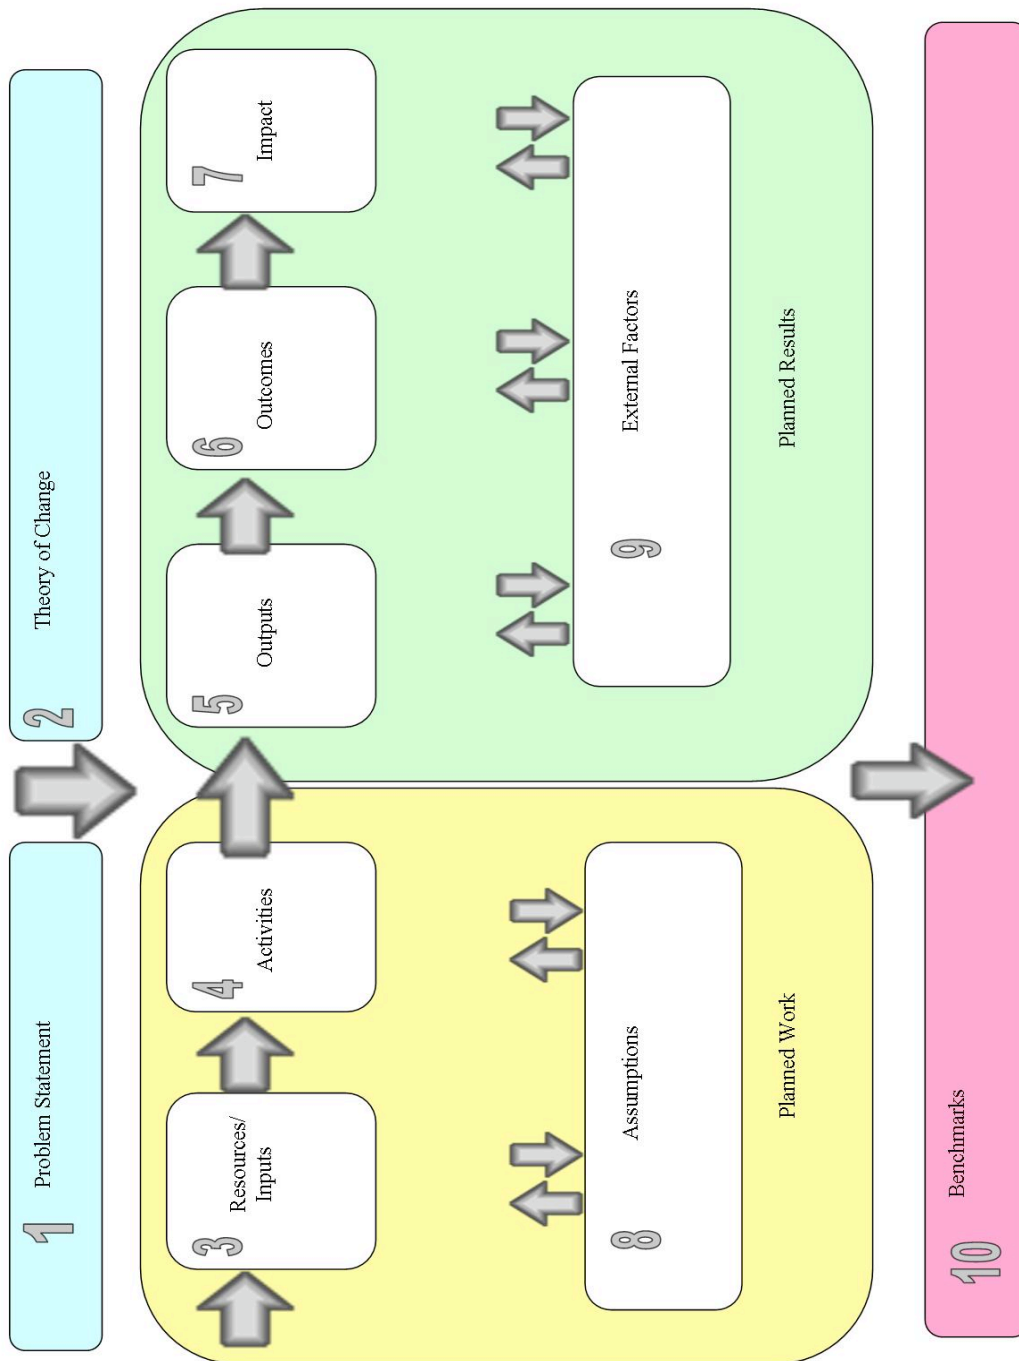 1
Problem Statement
2
Theory of Change
3
Resources/
Inputs
4
Activities
5
Outputs
6
Outcomes
7
Impact
8
Assumptions
9
External Factors
Planned Work
Planned Results
10
Benchmarks